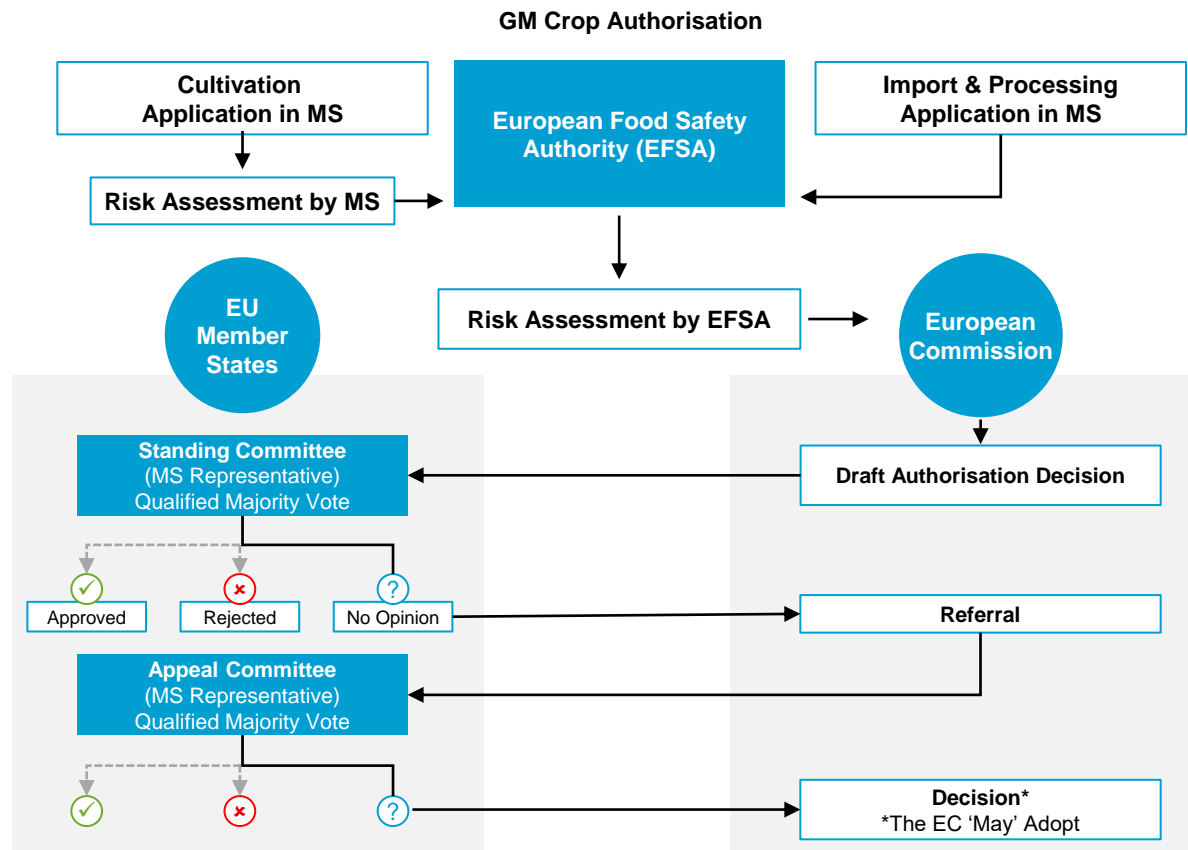 GM Crop Authorisation
Cultivation
Application in MS
European Food Safety
Authority (EFSA)
Import & Processing
Application in MS
Risk Assessment by MS
Risk Assessment by EFSA
EU
Member
States
European
Commission
Standing Committee
(MS Representative)
Qualified Majority Vote
Draft Authorisation Decision
?
Approved
Rejected
No Opinion
Referral
Appeal Committee
(MS Representative)
Qualified Majority Vote
?
Decision*
*The EC ‘May’ Adopt